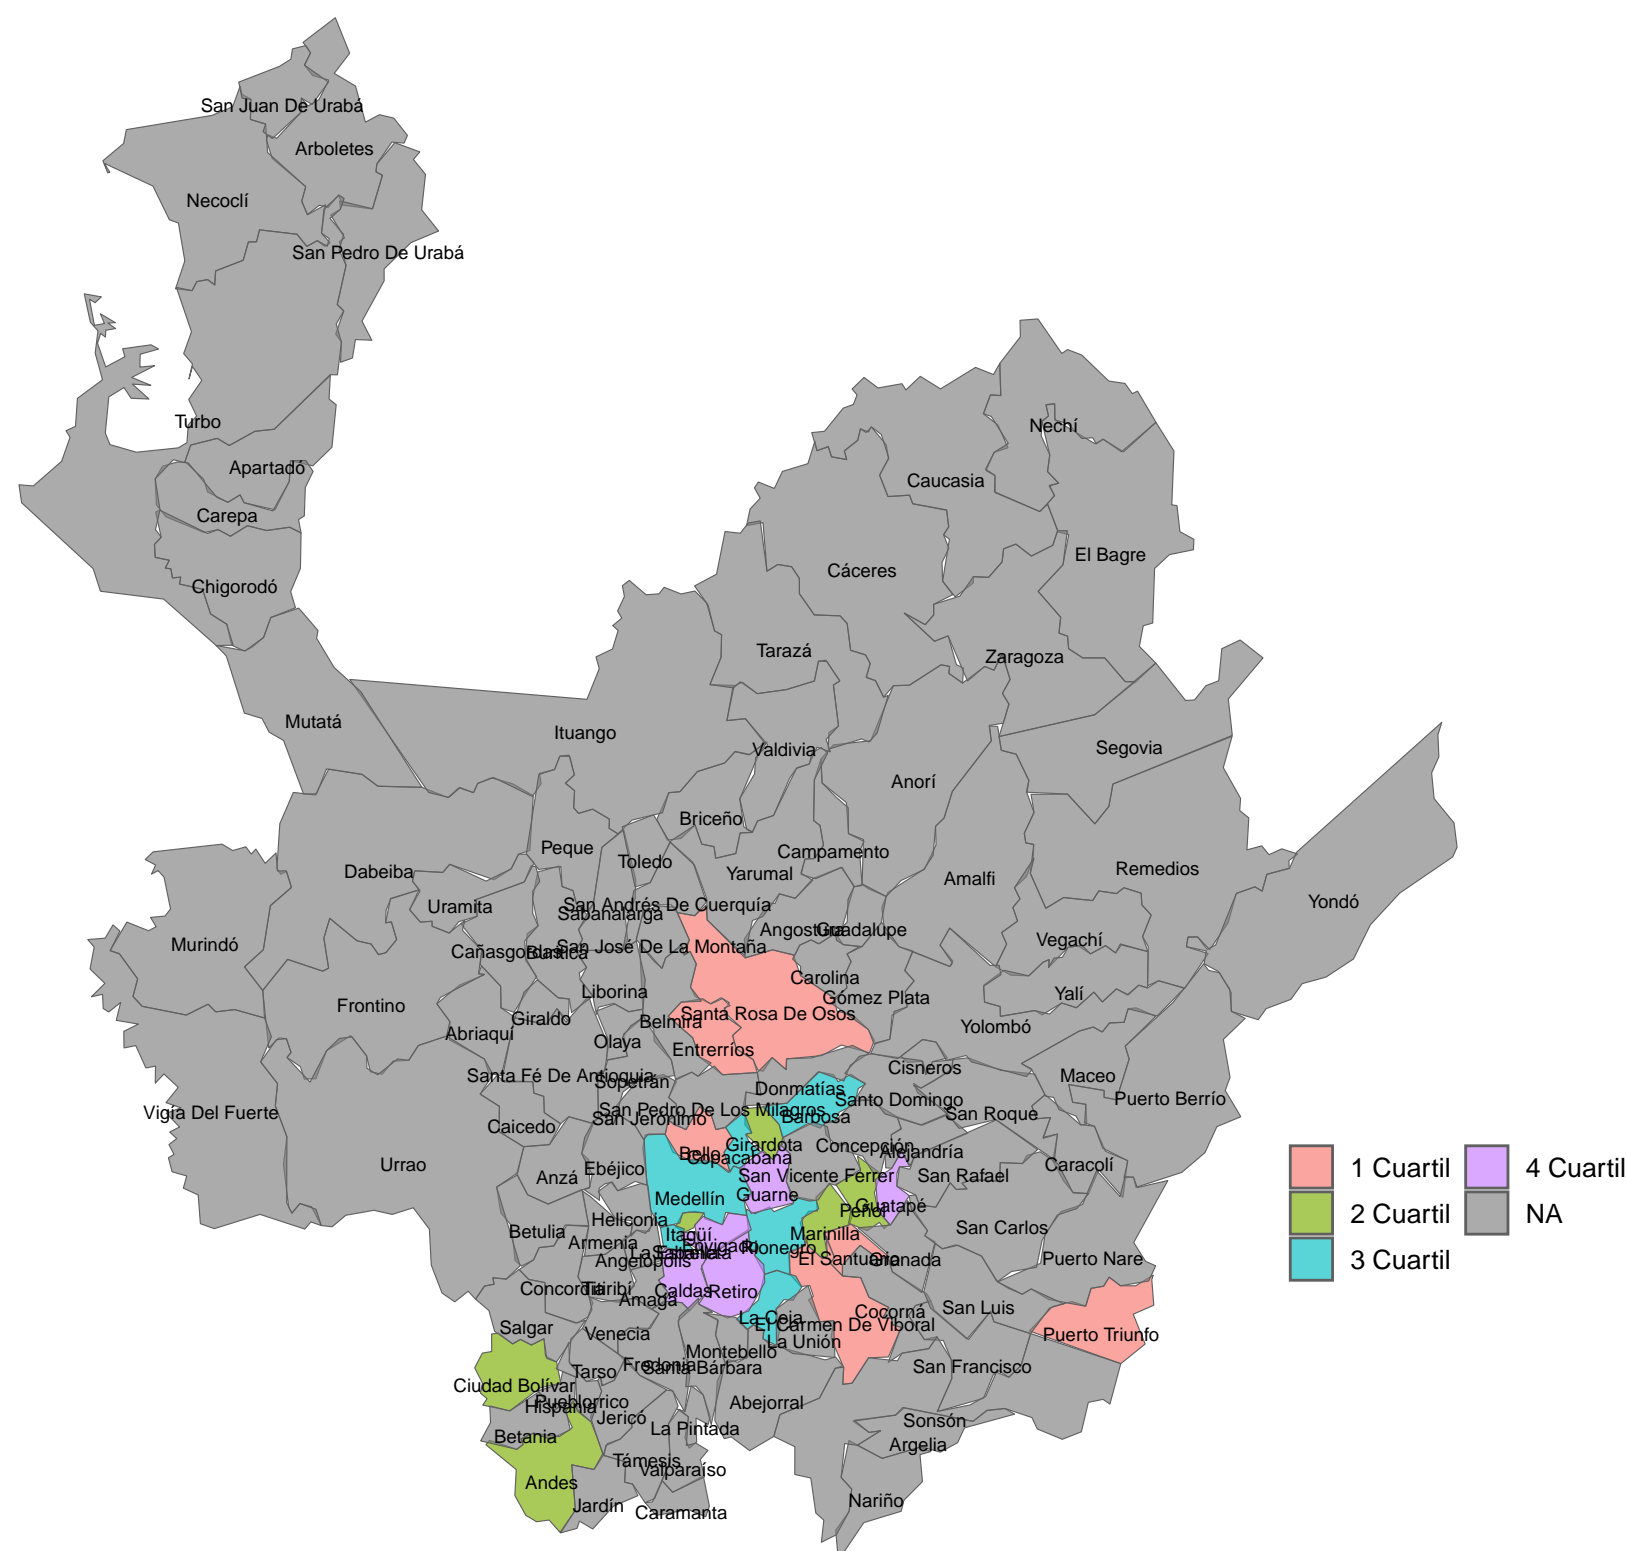 San Juan De Urabá
Arboletes
Necoclí
San Pedro De Urabá
Turbo
Nechí
Apartadó
Caucasia
Carepa
El Bagre
Cáceres
Chigorodó
Tarazá
Zaragoza
Mutatá
Ituango
Valdivia
Segovia
Anorí
Briceño
Peque
Campamento
Toledo
Dabeiba
Yarumal
Remedios
Amalfi
Yondó
San Andrés De Cuerquía
Uramita
Sabanalarga
Angostura
Guadalupe
Vegachí
Murindó
San José De La Montaña
Cañasgordas
Buriticá
Carolina
Liborina
Yalí
Gómez Plata
Frontino
Santa Rosa De Osos
Giraldo
Belmira
Yolombó
Abriaquí
Olaya
Entrerríos
Cisneros
Santa Fé De Antioquia
Sopetrán
Maceo
Donmatías
Puerto Berrío
Santo Domingo
San Pedro De Los Milagros
Vigía Del Fuerte
San Roque
San Jerónimo
Barbosa
Caicedo
Girardota
Concepción
Alejandría
Bello
Copacabana
Urrao
Ebéjico
Caracolí
Anzá
San Vicente Ferrer
San Rafael
Medellín
Guarne
Guatapé
Peñol
Heliconia
San Carlos
Betulia
Itagüí
Marinilla
Armenia
Envigado
Rionegro
La Estrella
Sabaneta
Angelópolis
El Santuario
Granada
Puerto Nare
Concordia
Titiribí
Caldas
Retiro
Amagá
San Luis
Cocorná
La Ceja
El Carmen De Viboral
Salgar
Venecia
La Unión
Puerto Triunfo
Montebello
Fredonia
Santa Bárbara
San Francisco
Tarso
Ciudad Bolívar
Pueblorrico
Hispania
Abejorral
Jericó
Sonsón
La Pintada
Betania
Argelia
Támesis
Valparaíso
Andes
Nariño
Jardín
Caramanta
1 Cuartil
2 Cuartil
3 Cuartil
4 Cuartil
NA